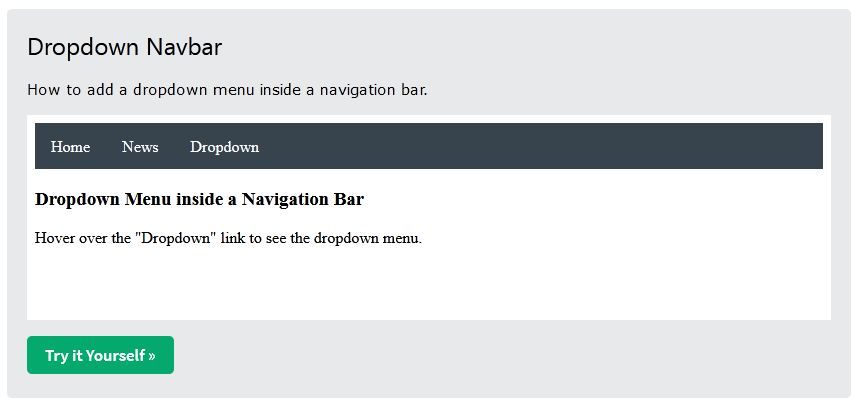 Dropdown Navbar
How to add a dropdown menu inside a navigation bar.
Home News Dropdown
Dropdown Menu inside a Navigation Bar
Hover over the "Dropdown" link to see the dropdown menu.
Try it Yourself »